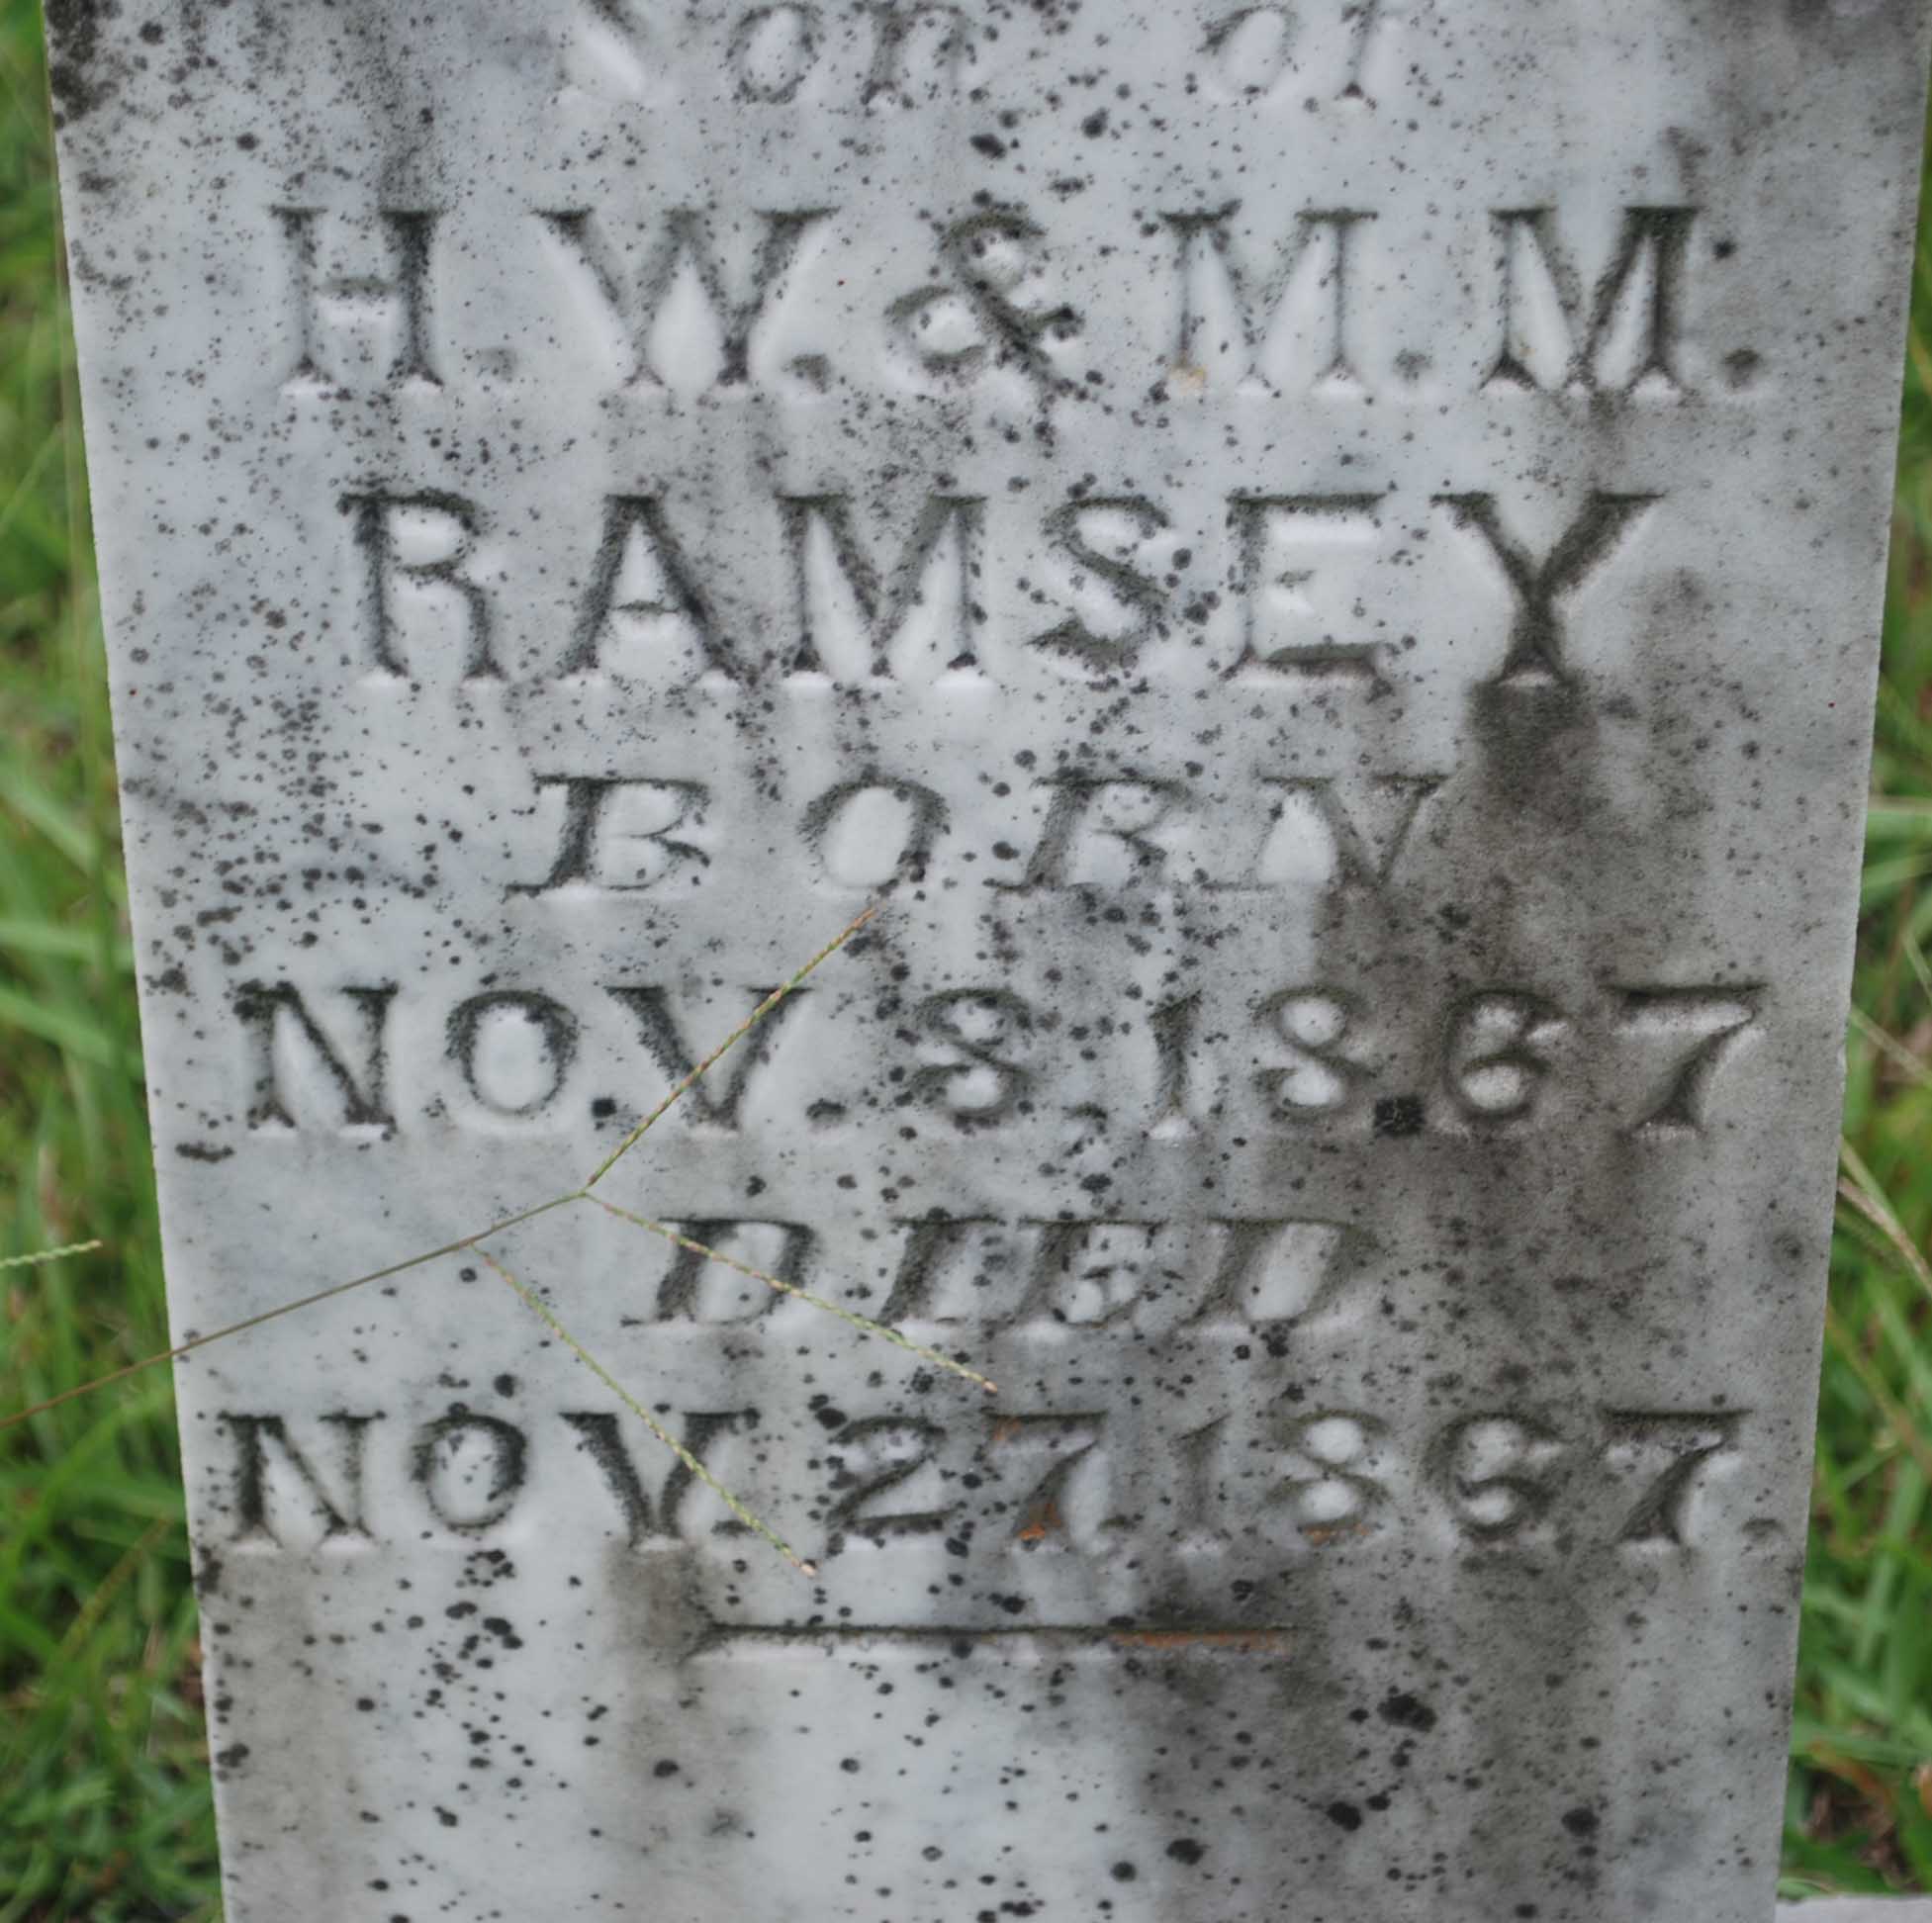 Son of
H. W. & M. M.
RAMSEY
BORN
NOV. 8, 1867
DIED
NOV. 27, 1867.